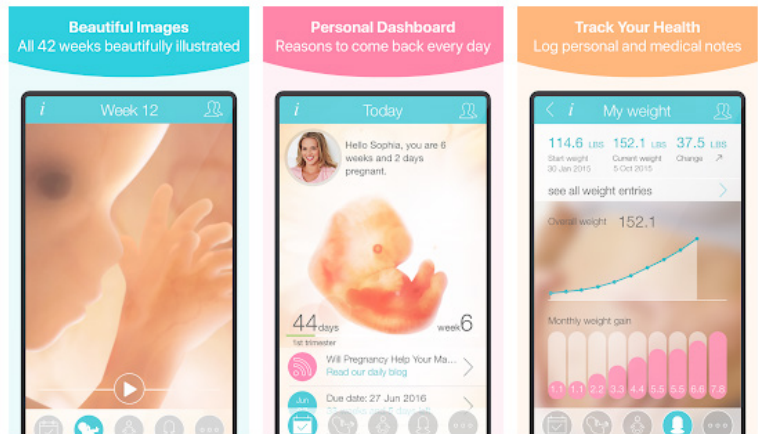 Beautiful Images
All 42 weeks beautifully illustrated
i Week 12
Personal Dashboard
Reasons to come back every day
i Today
Hello Sophia, you are 6
weeks and 2 days
pregnant.
44 days
1st trimester
week 6
Will Pregnancy Help Your Ma...
Read our daily blog
Jun
Due date: 27 Jun 2016
Track Your Health
Log personal and medical notes
i My weight
114.6 LBS 152.1 LBS 37.5 LBS
Start weight Current weight Change
30 Jan 2015 5 Oct 2015
see all weight entries
Overall weight 152.1
Monthly weight gain
1.1 1.1 2.2 3.3 4.4 5.5 5.5 6.6 7.8